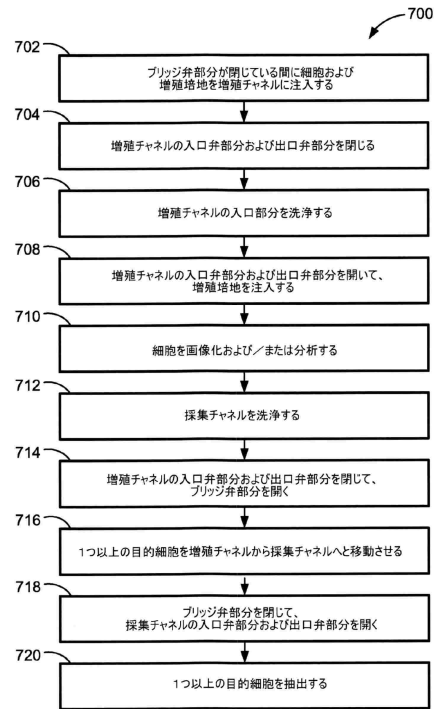 700
702
ブリッジ弁部分が閉じている間に細胞および
増殖培地を増殖チャネルに注入する
704
増殖チャネルの入口弁部分および出口弁部分を閉じる
706
増殖チャネルの入口部分を洗浄する
708
増殖チャネルの入口弁部分および出口弁部分を開いて、
増殖培地を注入する
710
細胞を画像化および／または分析する
712
採集チャネルを洗浄する
714
増殖チャネルの入口弁部分および出口弁部分を閉じて、
ブリッジ弁部分を開く
716
1つ以上の目的細胞を増殖チャネルから採集チャネルへと移動させる
718
ブリッジ弁部分を閉じて、
採集チャネルの入口弁部分および出口弁部分を開く
720
1つ以上の目的細胞を抽出する